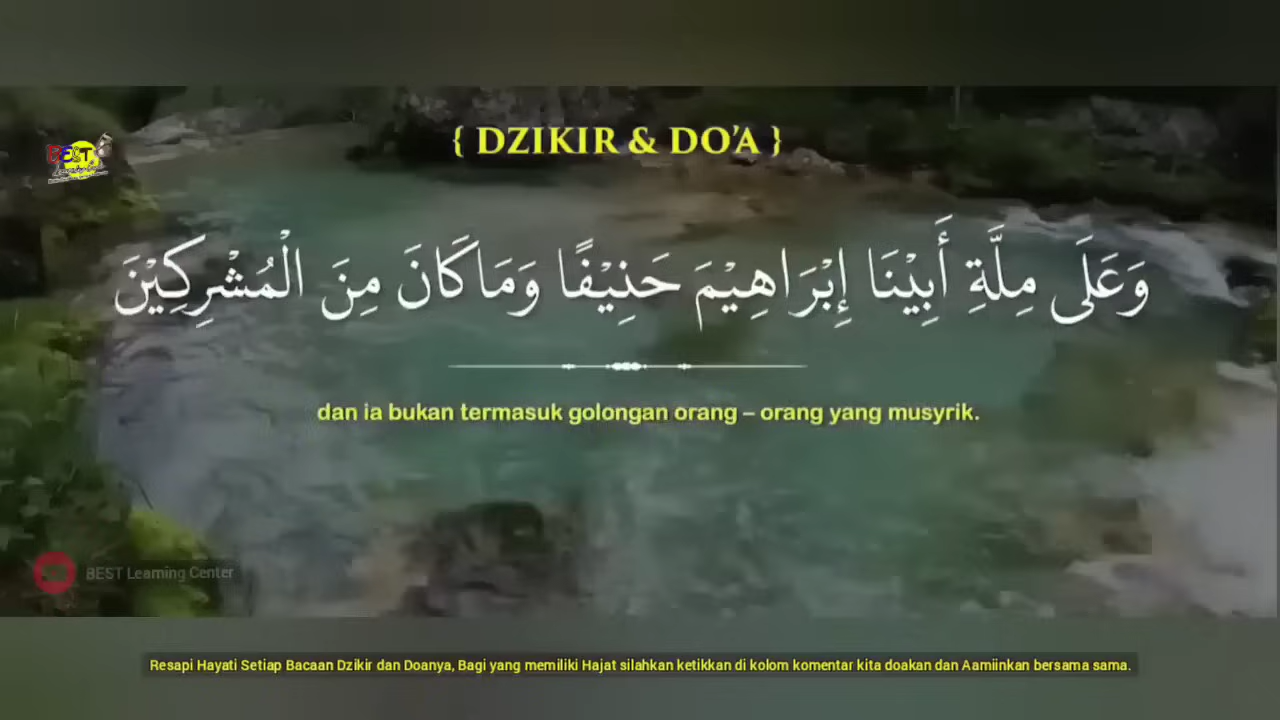 { DZIKIR & DO'A }
BEST
وَعَلَى مِلَّةِ أَبِيْنَا إِبْرَاهِيْمَ حَنِيْفًا وَمَاكَانَ مِنَ الْمُشْرِكِيْنَ
dan ia bukan termasuk golongan orang – orang yang musyrik.
BEST Learning Center
Resapi Hayati Setiap Bacaan Dzikir dan Doanya, Bagi yang memiliki Hajat silahkan ketikkan di kolom komentar kita doakan dan Aamiinkan bersama sama.